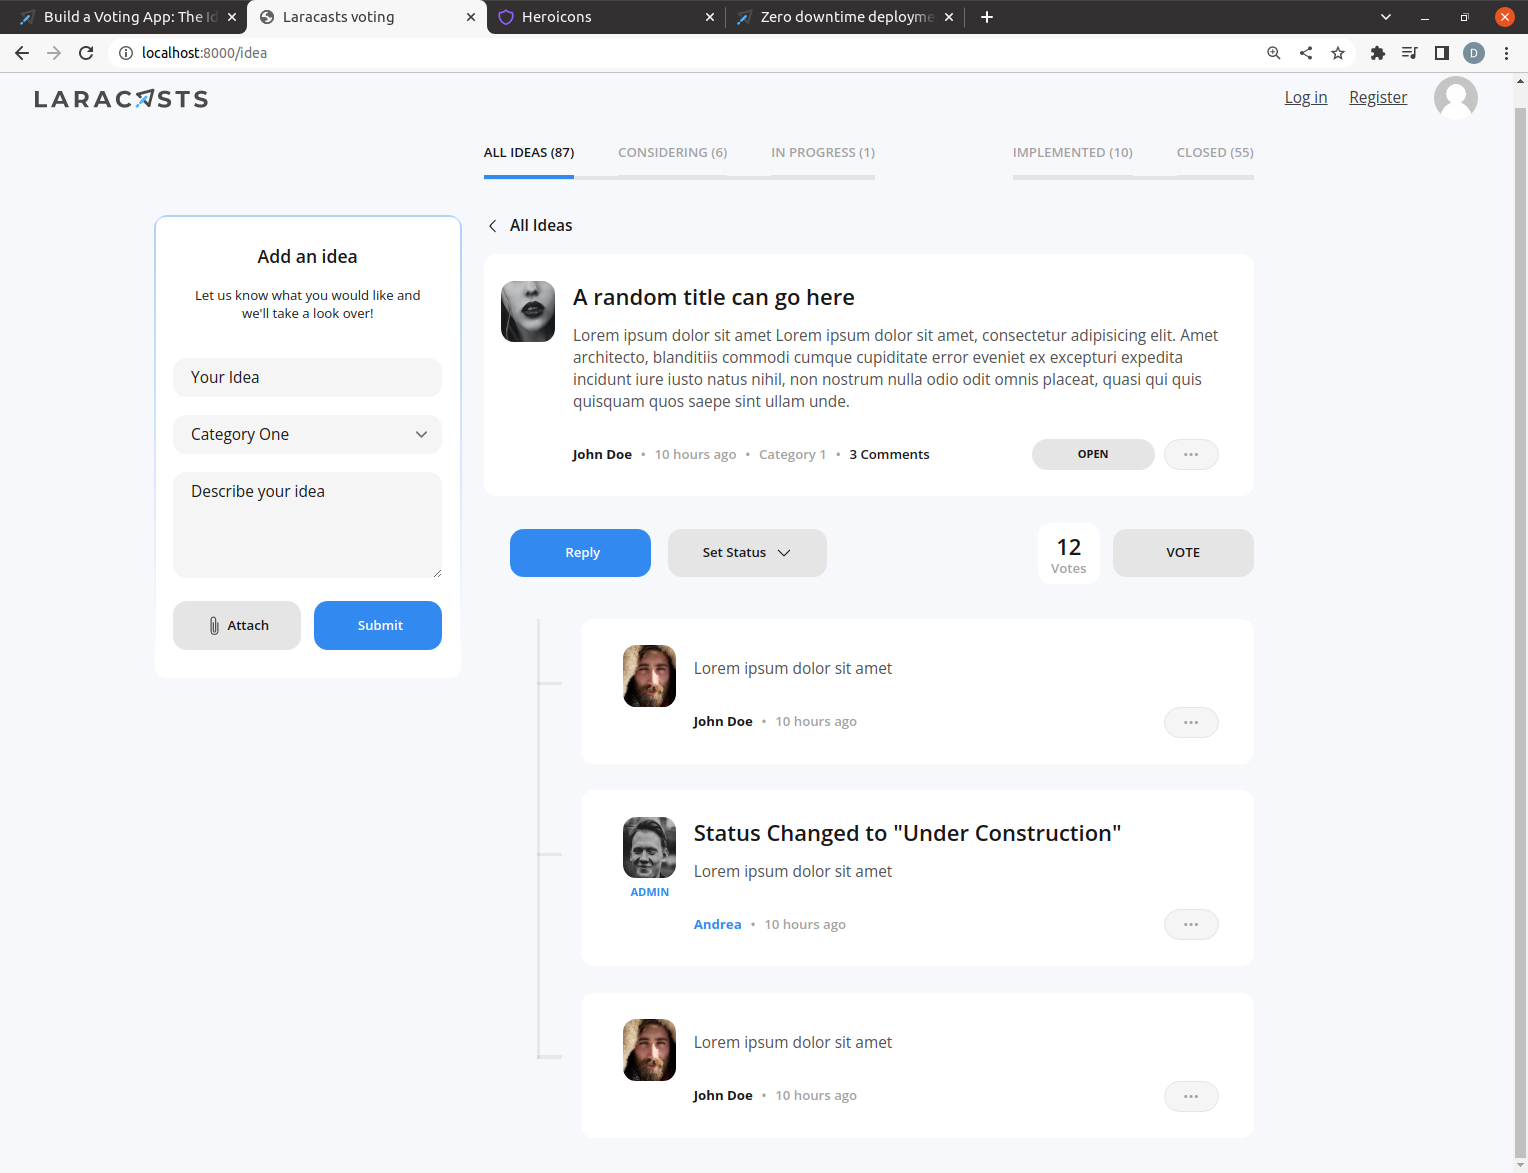 Build a Voting App: The Id
Laracasts voting
Heroicons
Zero downtime deployme
localhost:8000/idea
D
LARACASTS
Log in
Register
ALL IDEAS (87)
CONSIDERING (6)
IN PROGRESS (1)
IMPLEMENTED (10)
CLOSED (55)
All Ideas
Add an idea
Let us know what you would like and
we'll take a look over!
Your Idea
Category One
Describe your idea
Attach
Submit
A random title can go here
Lorem ipsum dolor sit amet Lorem ipsum dolor sit amet, consectetur adipisicing elit. Amet
architecto, blanditiis commodi cumque cupiditate error eveniet ex excepturi expedita
incidunt iure iusto natus nihil, non nostrum nulla odio odit omnis placeat, quasi qui quis
quisquam quos saepe sint ullam unde.
John Doe • 10 hours ago • Category 1 • 3 Comments
OPEN
Reply
Set Status
12
Votes
VOTE
Lorem ipsum dolor sit amet
John Doe • 10 hours ago
Status Changed to "Under Construction"
Lorem ipsum dolor sit amet
ADMIN
Andrea • 10 hours ago
Lorem ipsum dolor sit amet
John Doe • 10 hours ago